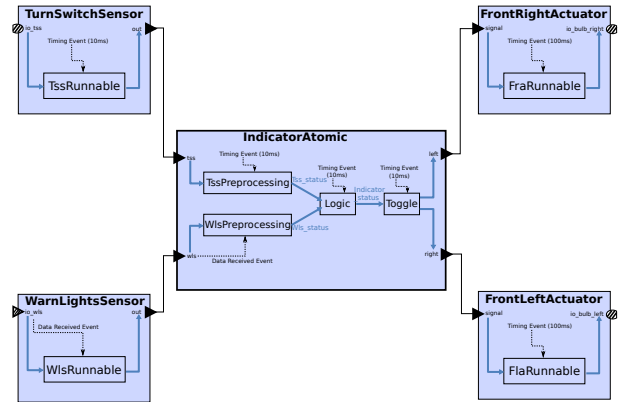 TurnSwitchSensor
io_tss
out
Timing Event (10ms)
TssRunnable
FrontRightActuator
signal
io_bulb_right
Timing Event (100ms)
FraRunnable
IndicatorAtomic
tss
Timing Event (10ms)
TssPreprocessing
Tss_status
Timing Event
(10ms)
Logic
Indicator
status
Timing Event
(10ms)
Toggle
left
WlsPreprocessing
Wls_status
wls
Data Received Event
right
WarnLightsSensor
io_wls
out
Data Received Event
WlsRunnable
FrontLeftActuator
signal
io_bulb_left
Timing Event (100ms)
FlaRunnable